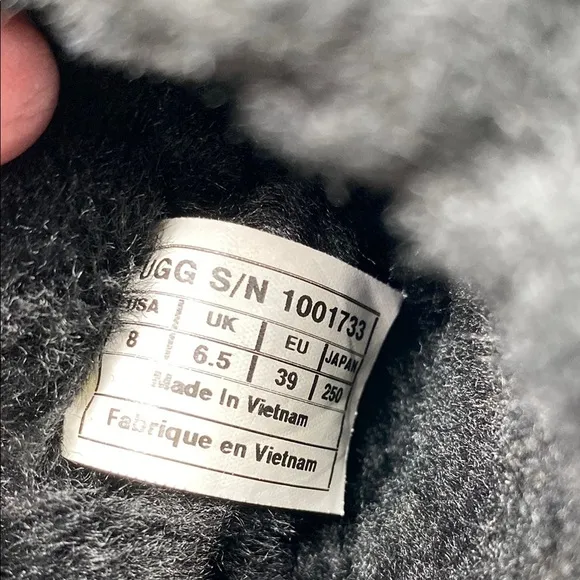 UGG S/N 1001733
USA UK EU JAPAN
8 6.5 39 250
Made In Vietnam
Fabrique en Vietnam